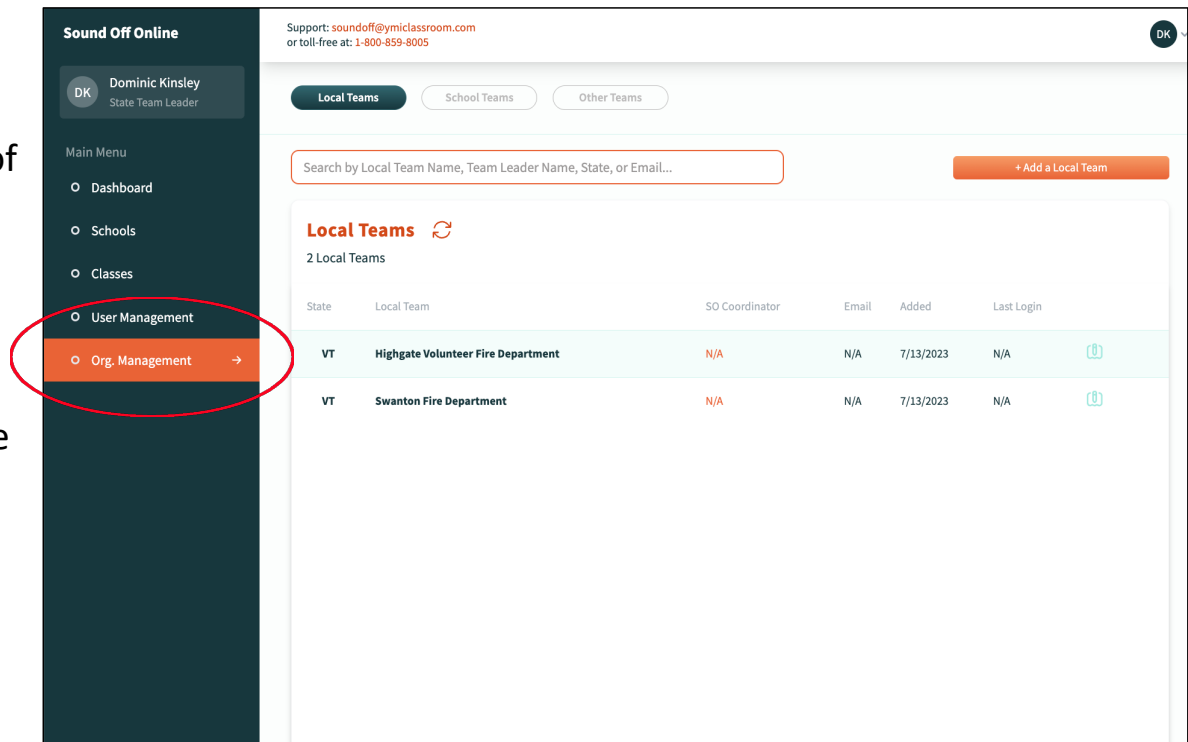 of
e
Sound Off Online
DK
Dominic Kinsley
State Team Leader
Main Menu
Dashboard
Schools
Classes
User Management
Org. Management →
Support: soundoff@ymiclassroom.com
or toll-free at: 1-800-859-8005
DK
Local Teams School Teams Other Teams
Search by Local Team Name, Team Leader Name, State, or Email...
+ Add a Local Team
Local Teams
2 Local Teams
State Local Team SO Coordinator Email Added Last Login
VT Highgate Volunteer Fire Department N/A N/A 7/13/2023 N/A
VT Swanton Fire Department N/A N/A 7/13/2023 N/A